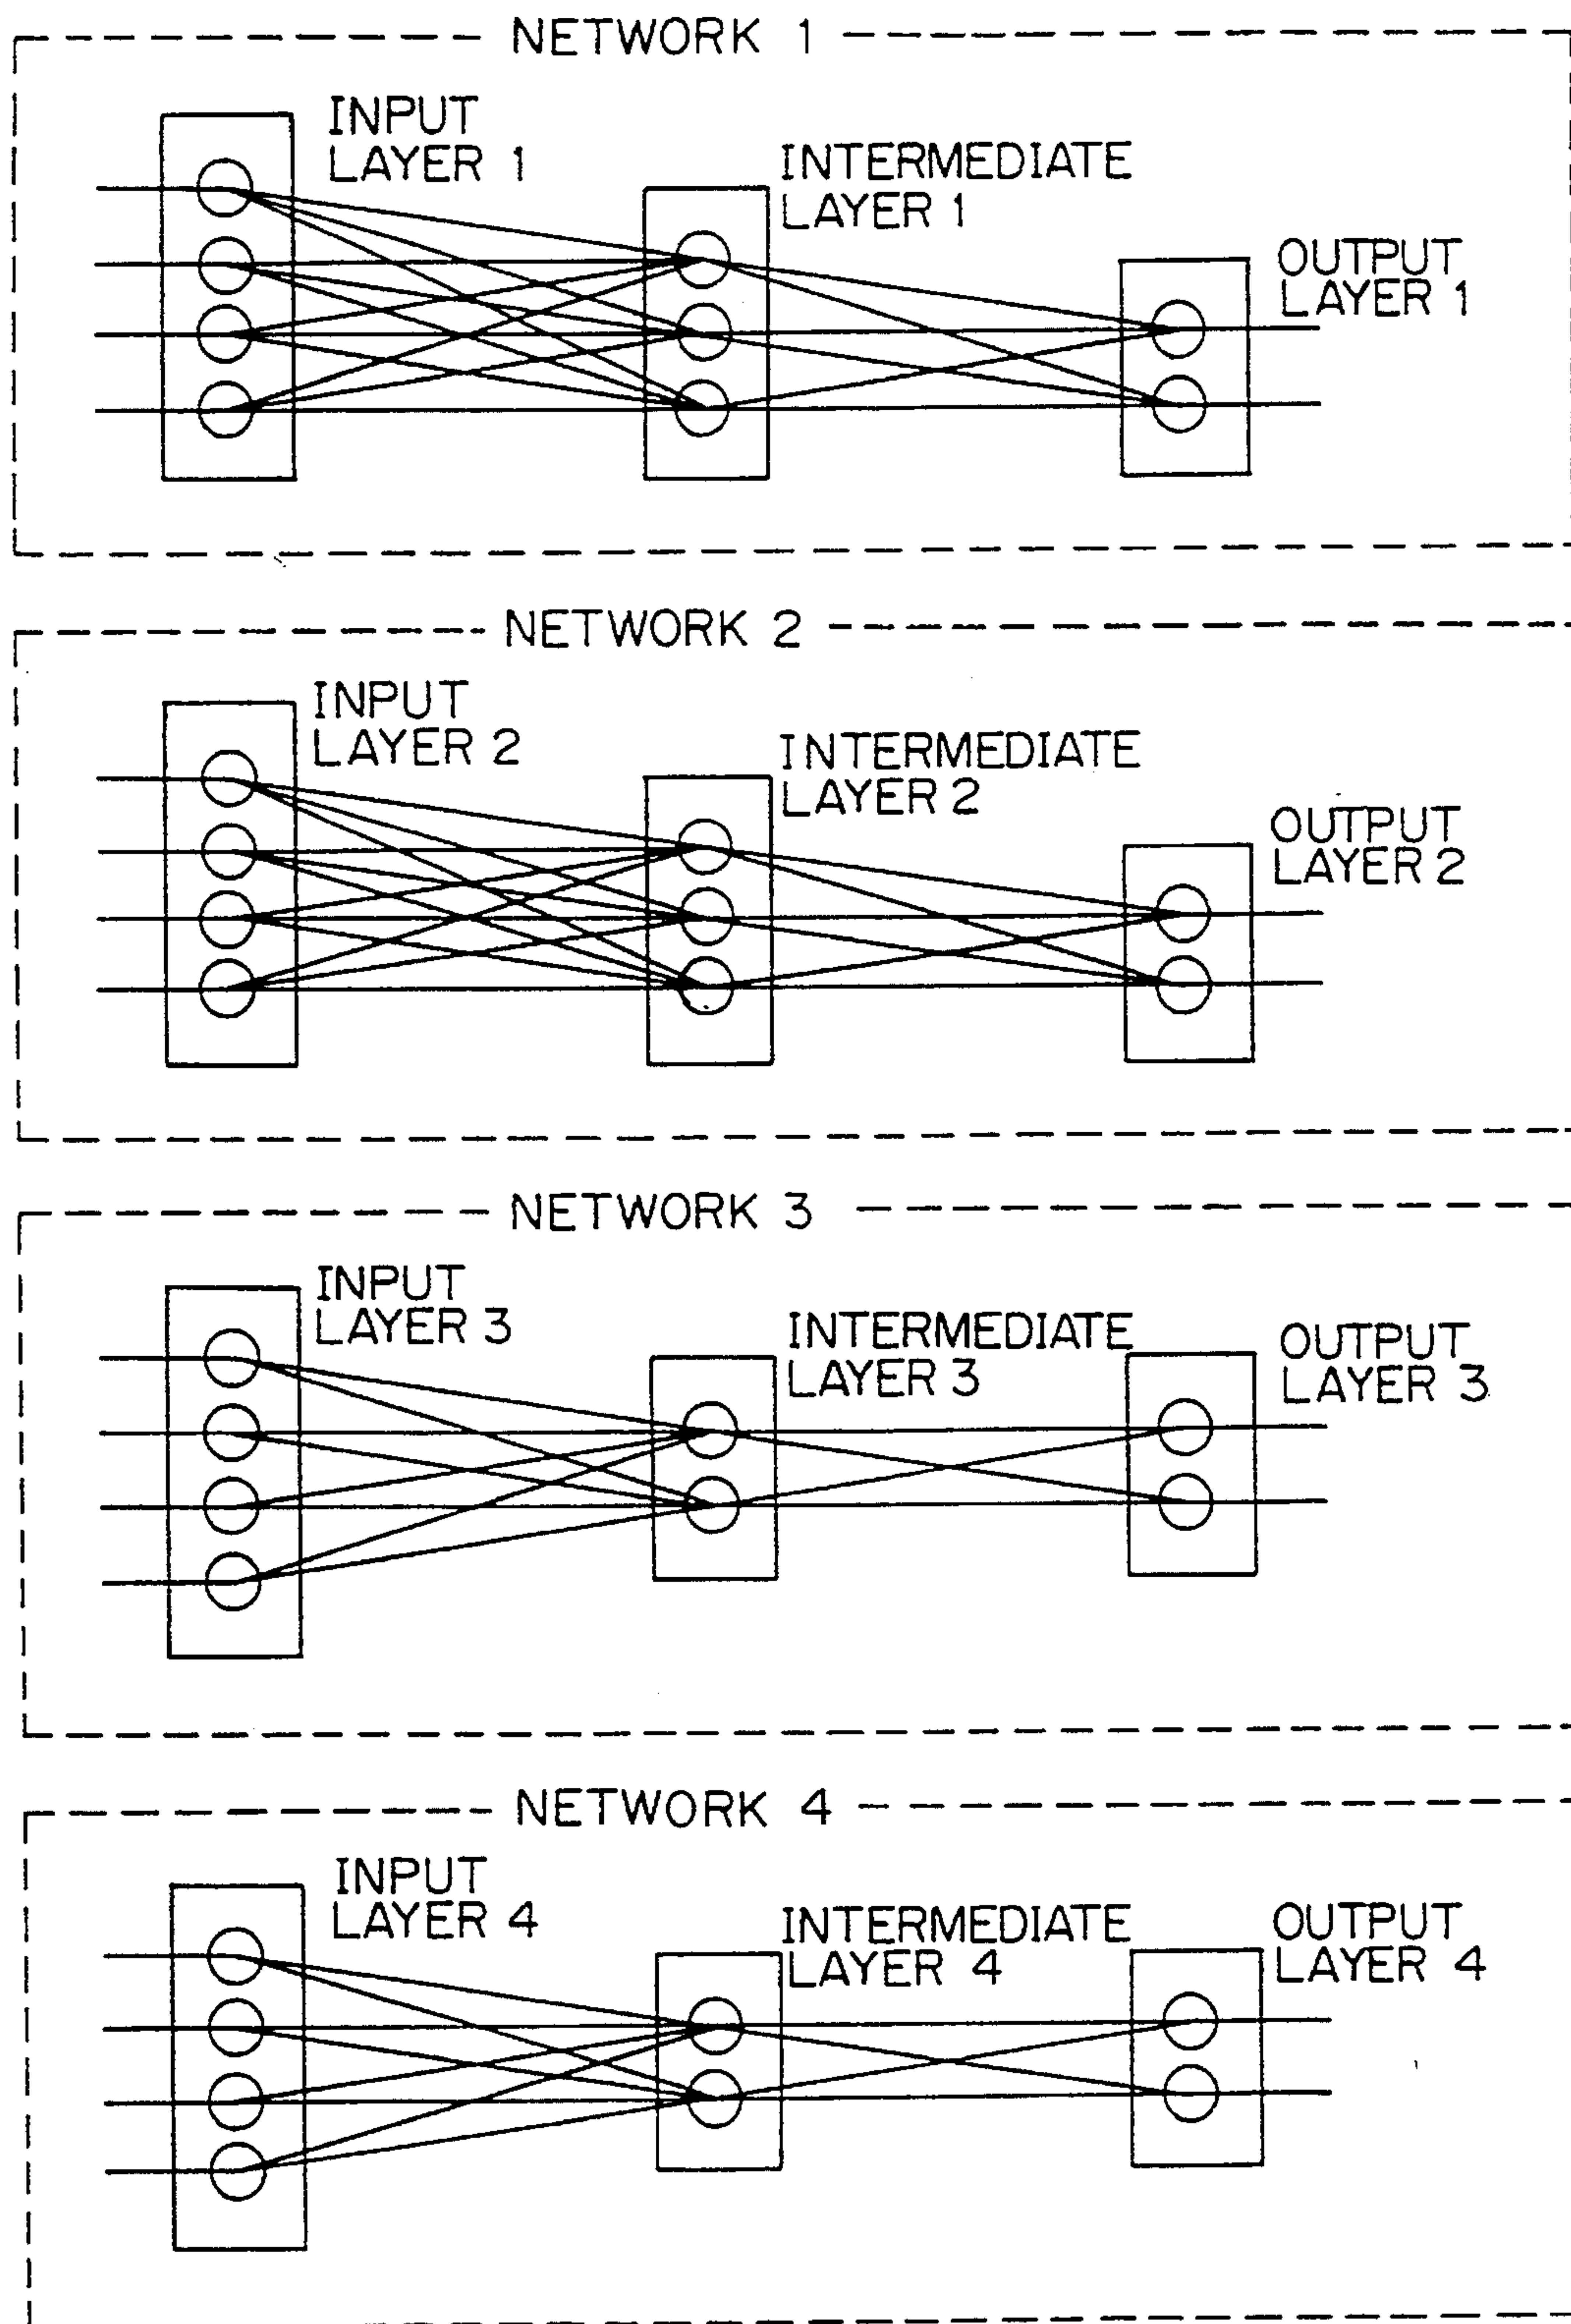 NETWORK 1
INPUT
LAYER 1
INTERMEDIATE
LAYER 1
OUTPUT
LAYER 1
NETWORK 2
INPUT
LAYER 2
INTERMEDIATE
LAYER 2
OUTPUT
LAYER 2
NETWORK 3
INPUT
LAYER 3
INTERMEDIATE
LAYER 3
OUTPUT
LAYER 3
NETWORK 4
INPUT
LAYER 4
INTERMEDIATE
LAYER 4
OUTPUT
LAYER 4